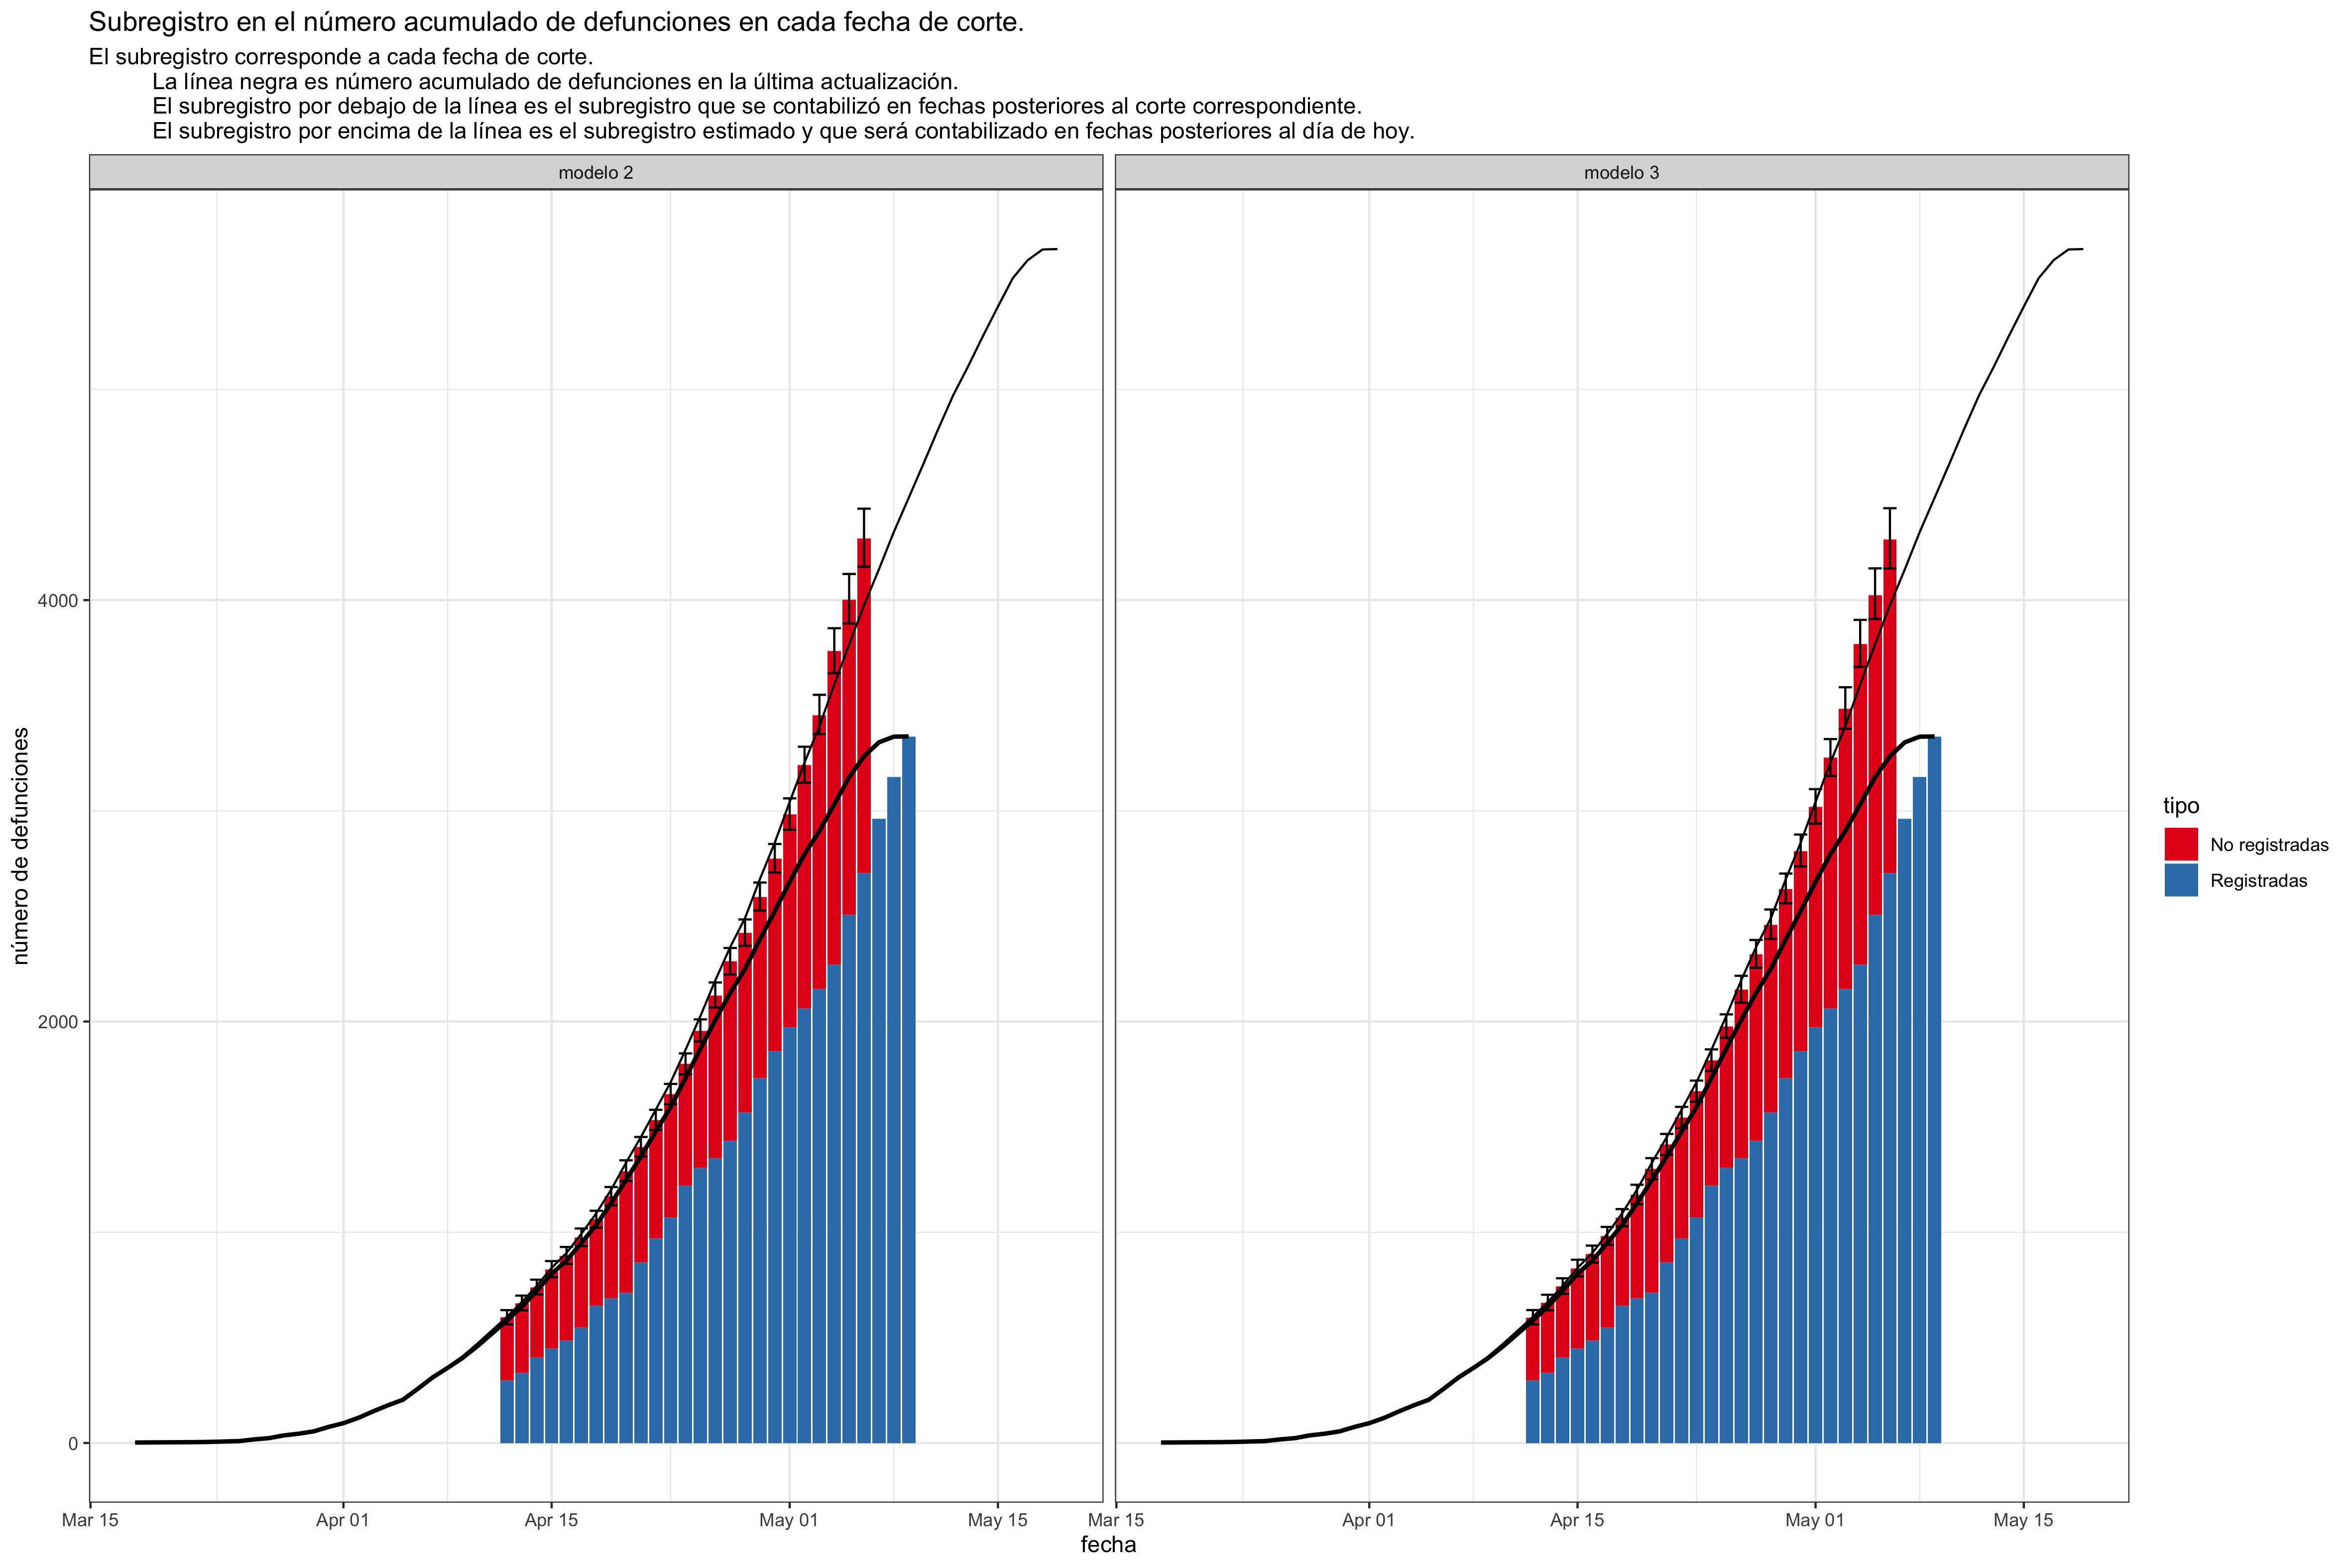 Subregistro en el número acumulado de defunciones en cada fecha de corte.
El subregistro corresponde a cada fecha de corte.
La línea negra es número acumulado de defunciones en la última actualización.
El subregistro por debajo de la línea es el subregistro que se contabilizó en fechas posteriores al corte correspondiente.
El subregistro por encima de la línea es el subregistro estimado y que será contabilizado en fechas posteriores al día de hoy.
modelo 2 modelo 3
número de defunciones
4000
2000
0
tipo
No registradas
Registradas
Mar 15 Apr 01 Apr 15 May 01 May 15 Mar 15 Apr 01 Apr 15 May 01 May 15
fecha